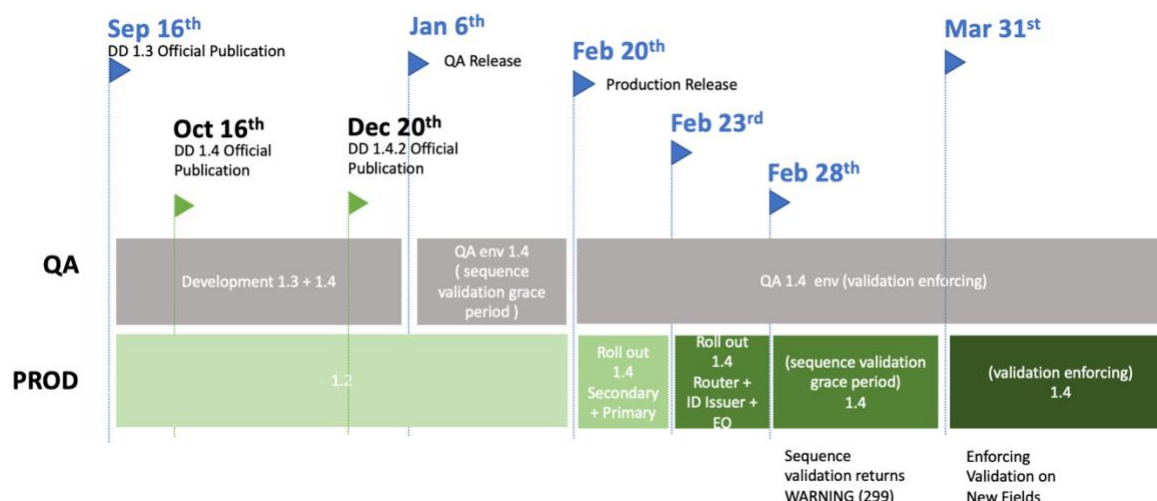 Sep 16th
DD 1.3 Official Publication
Jan 6th
QA Release
Feb 20th
Production Release
Mar 31st
Oct 16th
DD 1.4 Official
Publication
Dec 20th
DD 1.4.2 Official
Publication
Feb 23rd
Feb 28th
QA
Development 1.3 + 1.4
QA env 1.4
( sequence
validation grace
period )
QA 1.4 env (validation enforcing)
PROD
1.2
Roll out
1.4
Secondary
+ Primary
Roll out
1.4
Router +
ID Issuer +
EO
(sequence validation
grace period)
1.4
(validation enforcing)
1.4
Sequence
validation returns
WARNING (299)
Enforcing
Validation on
New Fields